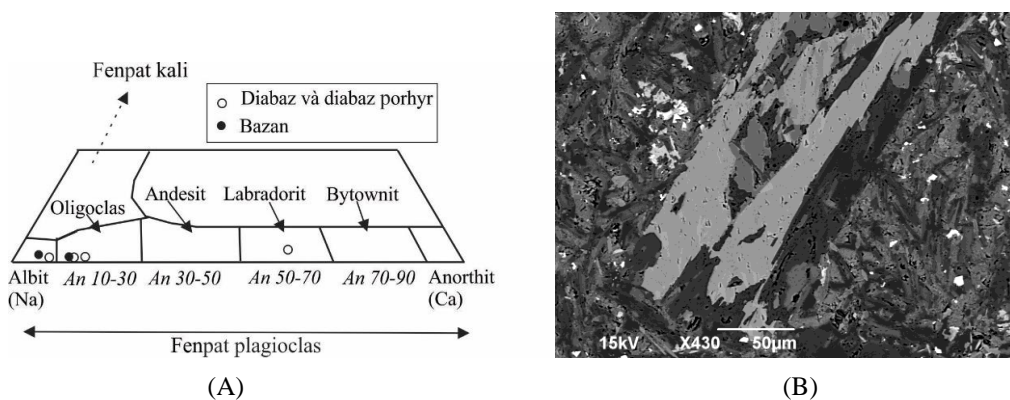 Fenpat kali
Diabaz và diabaz porhyr
Bazan
Oligoclas
Andesit
Labradorit
Bytownit
Albit
(Na)
An 10-30
An 30-50
An 50-70
An 70-90
Anorthit
(Ca)
Fenpat plagioclas
(A)
15kV X430 50µm
(B)